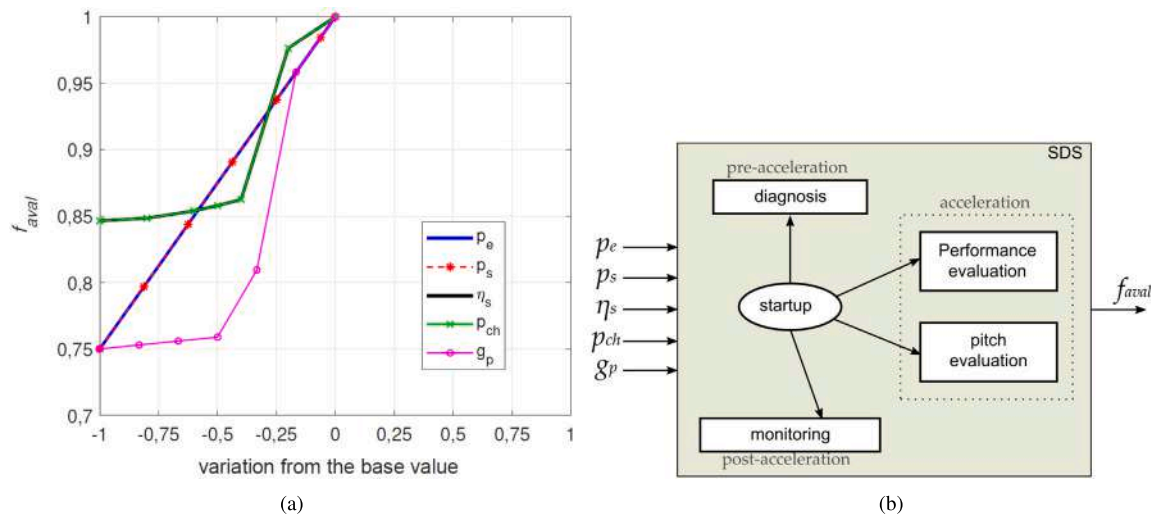 1
0,95
0,9
0,85
0,8
0,75
0,7
f_aval
-1 -0,75 -0,5 -0,25 0 0,25 0,5 0,75 1
variation from the base value
p_e
p_s
η_s
p_ch
g_p
(a)
SDS
pre-acceleration
diagnosis
acceleration
Performance
evaluation
startup
pitch
evaluation
monitoring
post-acceleration
p_e
p_s
η_s
p_ch
g_p
f_aval
(b)